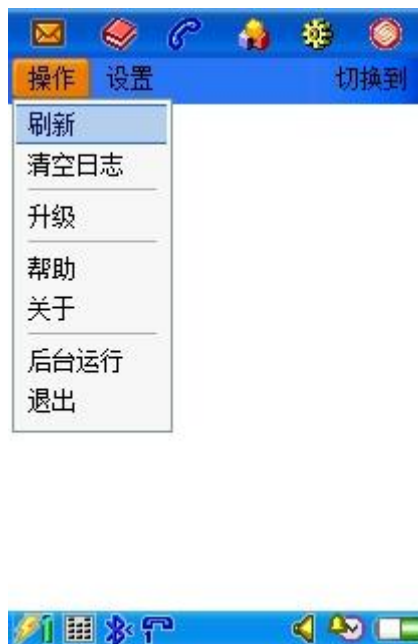 操作 设置 切换到
刷新
清空日志
升级
帮助
关于
后台运行
退出